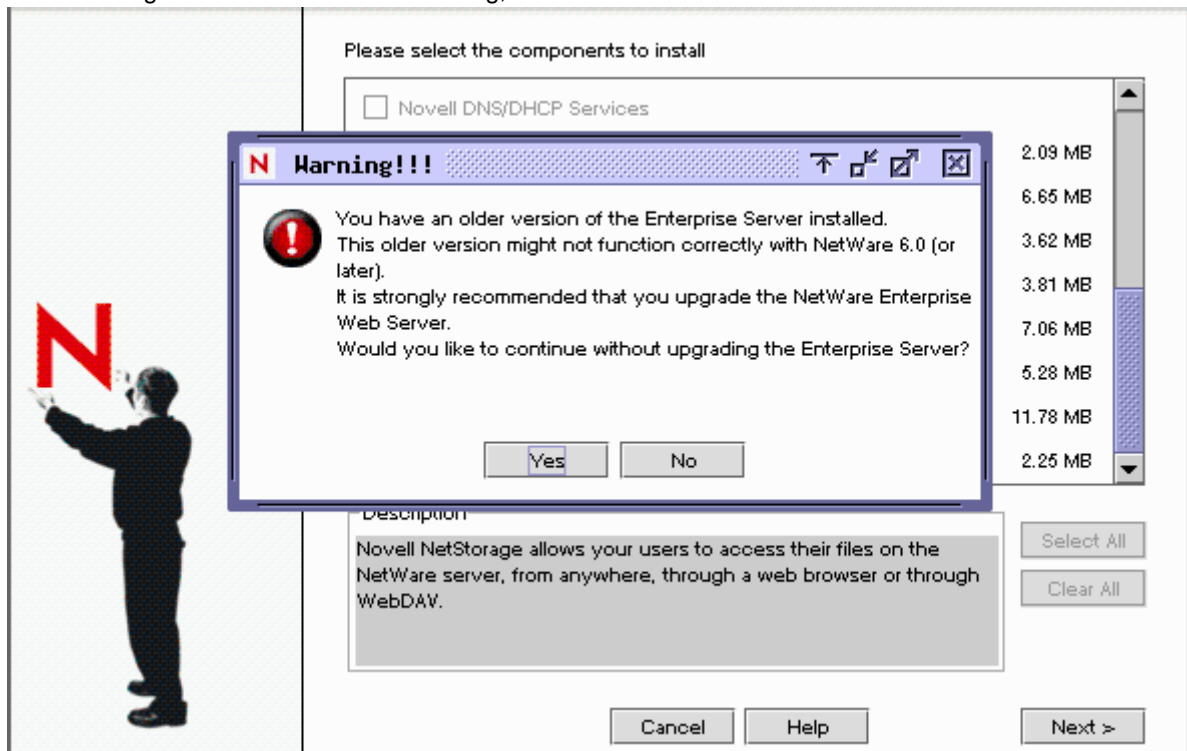 Please select the components to install
Novell DNS/DHCP Services
2.09 MB
N Warning!!!
6.65 MB
You have an older version of the Enterprise Server installed.
This older version might not function correctly with NetWare 6.0 (or
later).
It is strongly recommended that you upgrade the NetWare Enterprise
Web Server.
Would you like to continue without upgrading the Enterprise Server?
3.62 MB
3.81 MB
7.06 MB
5.28 MB
11.78 MB
2.25 MB
Yes No
N
Description
Novell NetStorage allows your users to access their files on the
NetWare server, from anywhere, through a web browser or through
WebDAV.
Select All
Clear All
Cancel Help Next >